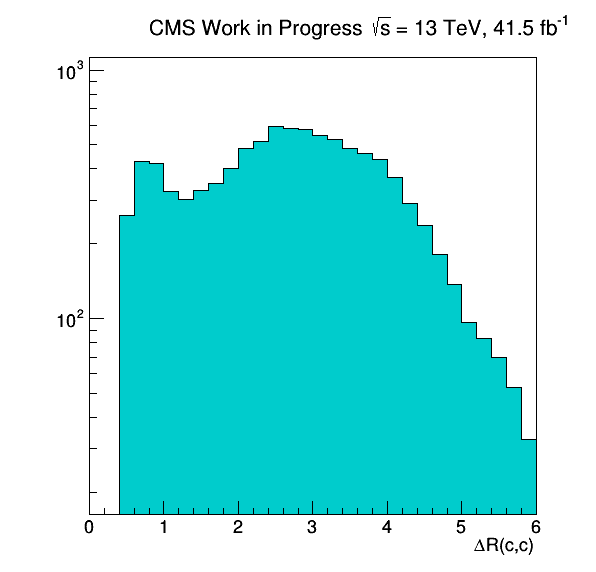 CMS Work in Progress √s = 13 TeV, 41.5 fb⁻¹
10³
10²
0 1 2 3 4 5 6
ΔR(c,c)